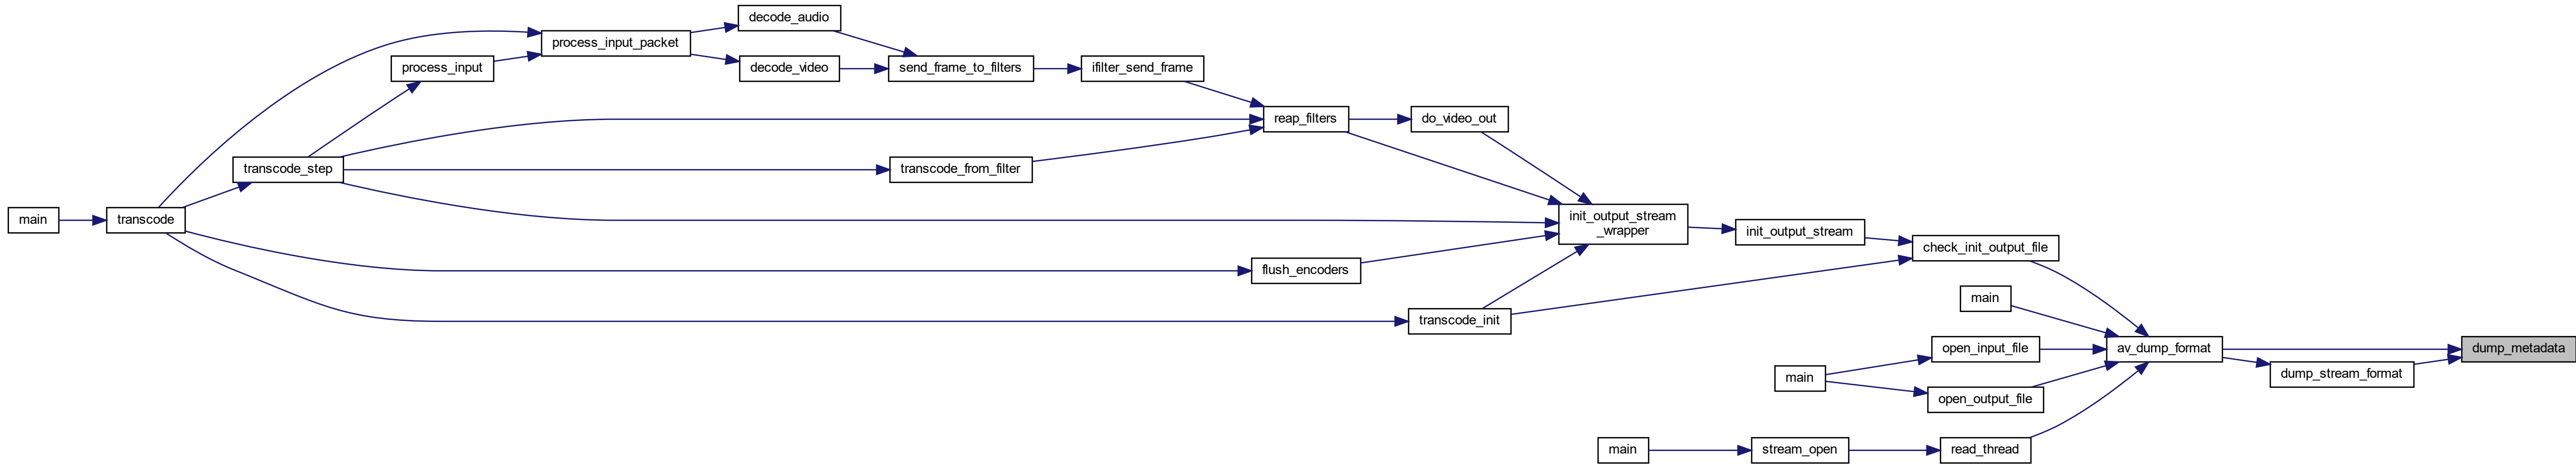 decode_audio
process_input_packet
process_input
decode_video
send_frame_to_filters
ifilter_send_frame
reap_filters
do_video_out
transcode_step
transcode_from_filter
main
transcode
init_output_stream
_wrapper
init_output_stream
check_init_output_file
flush_encoders
main
transcode_init
open_input_file
av_dump_format
dump_metadata
main
dump_stream_format
open_output_file
main
stream_open
read_thread